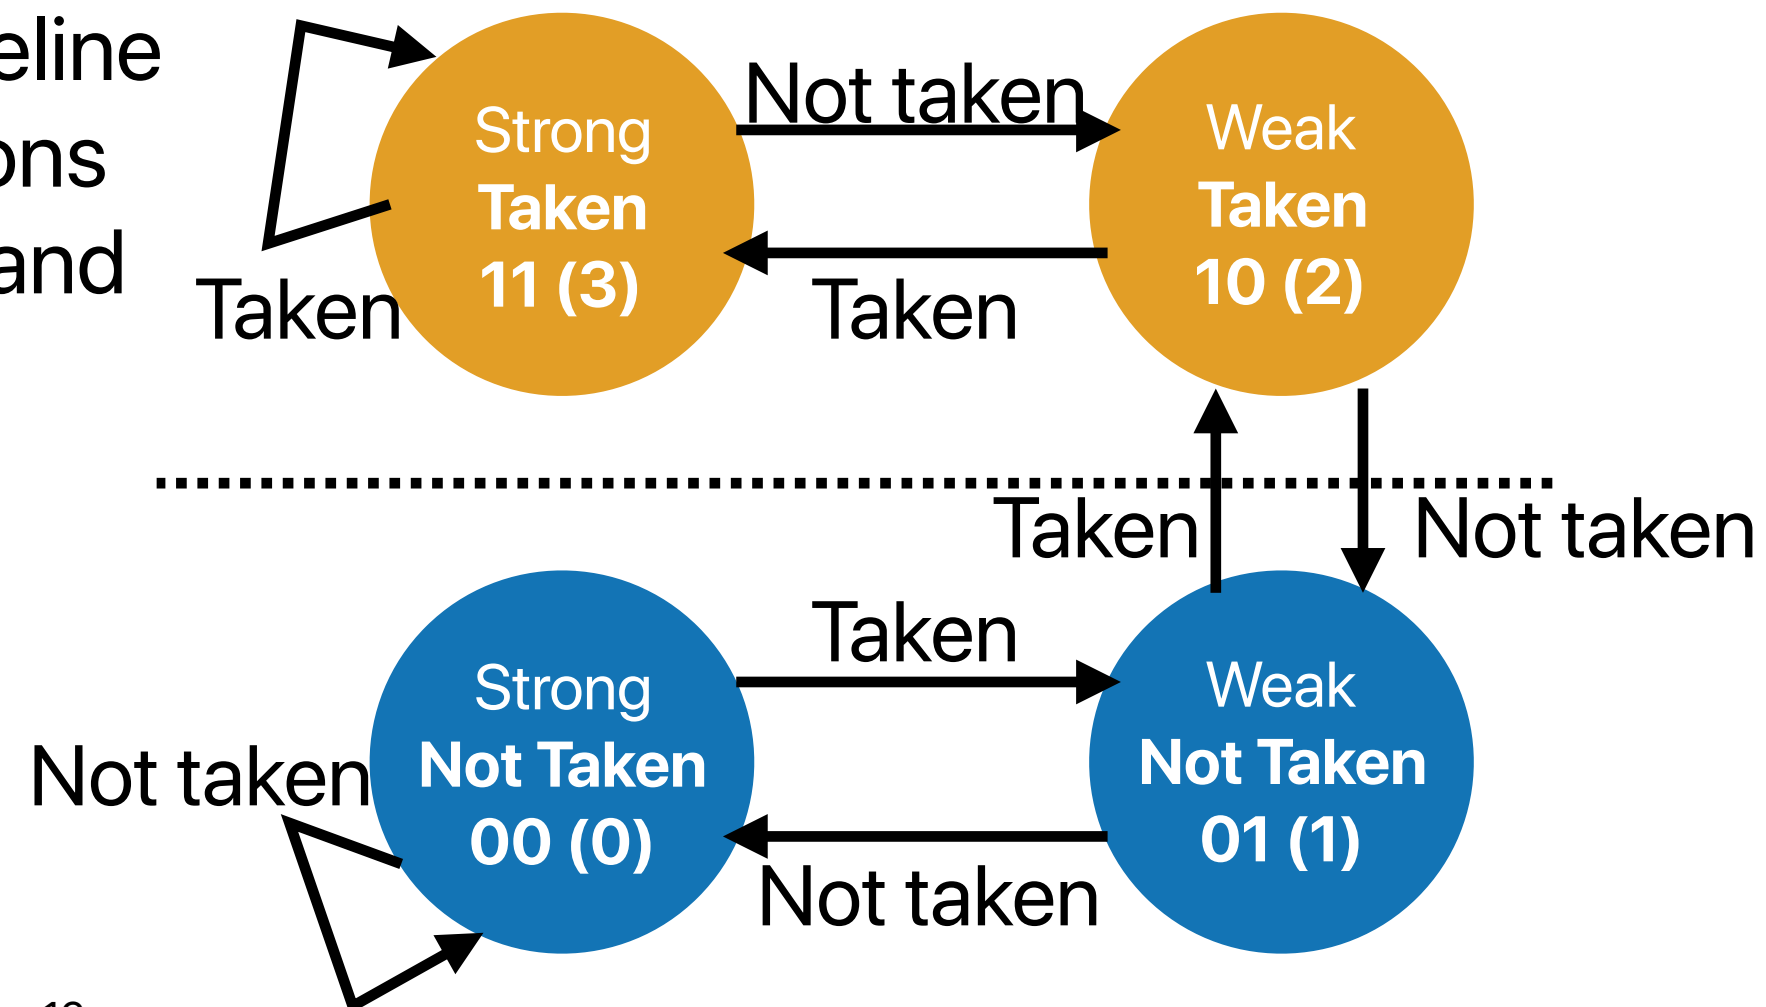 eline
ons
and
Strong
Taken
11 (3)
Not taken
Weak
Taken
10 (2)
Taken
Taken
Taken
Not taken
Strong
Not Taken
00 (0)
Taken
Weak
Not Taken
01 (1)
Not taken
Not taken